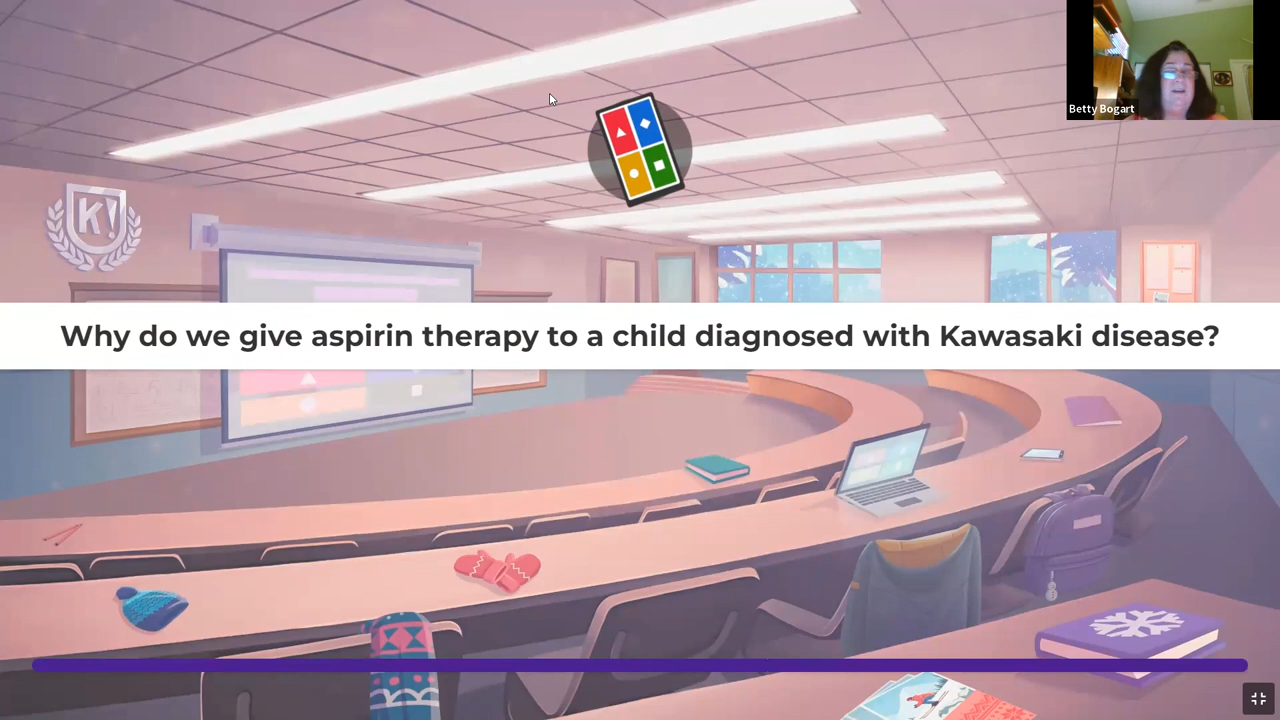 Betty Bogart
K!
Why do we give aspirin therapy to a child diagnosed with Kawasaki disease?